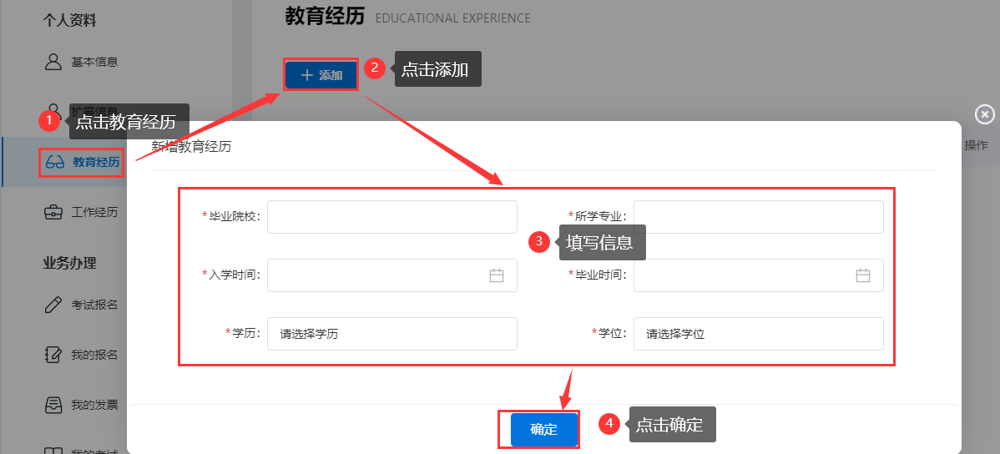 个人资料
基本信息
扩展信息
1
点击教育经历
教育经历
工作经历
业务办理
考试报名
我的报名
我的发票
我的考试
教育经历 EDUCATIONAL EXPERIENCE
添加
2
点击添加
操作
新增教育经历
*毕业院校:
*所学专业:
3
填写信息
*入学时间:
*毕业时间:
*学历: 请选择学历
*学位: 请选择学位
确定
4
点击确定